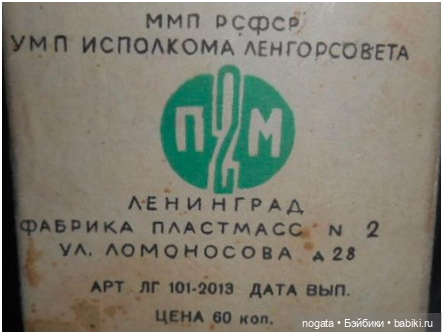 ММП РСФСР
УМП ИСПОЛКОМА ЛЕНГОРСОВЕТА
П 2 М
ЛЕНИНГРАД
ФАБРИКА ПЛАСТМАСС N 2
УЛ. ЛОМОНОСОВА Д 28
АРТ ЛГ 101-2013 ДАТА ВЫП.
ЦЕНА 60 КОП.
nogata • Бэйбики • babiki.ru